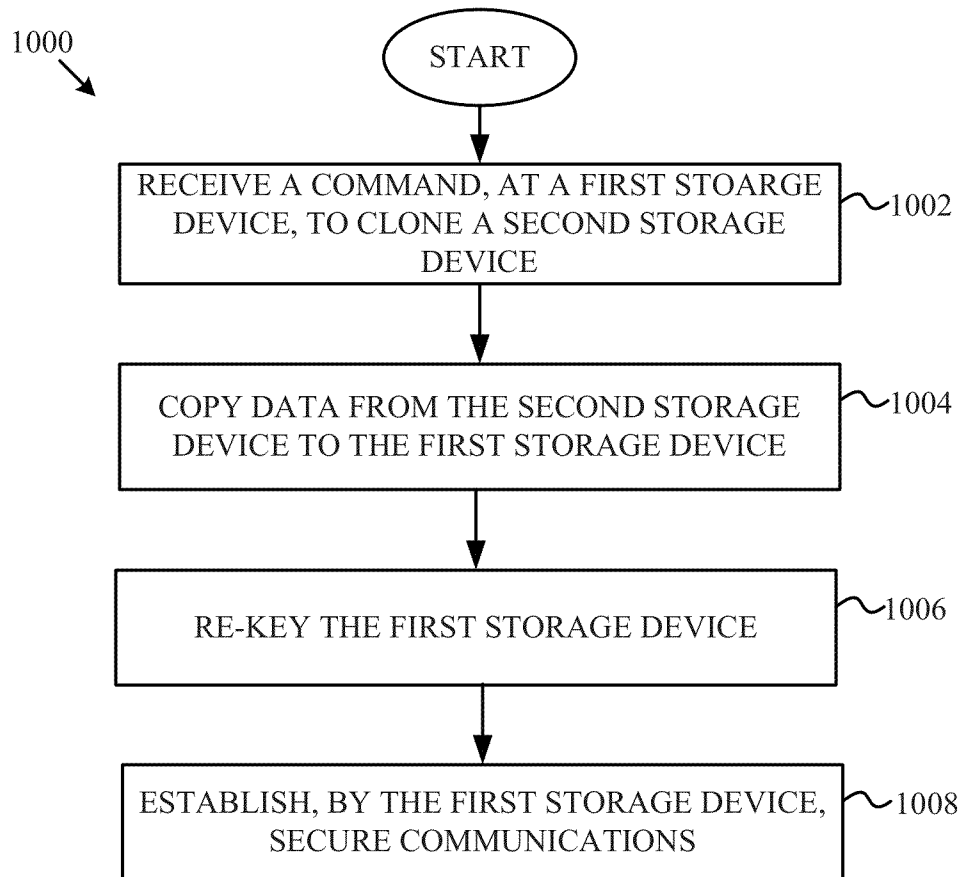 1000
START
RECEIVE A COMMAND, AT A FIRST STOARGE
DEVICE, TO CLONE A SECOND STORAGE
DEVICE
1002
COPY DATA FROM THE SECOND STORAGE
DEVICE TO THE FIRST STORAGE DEVICE
1004
RE-KEY THE FIRST STORAGE DEVICE
1006
ESTABLISH, BY THE FIRST STORAGE DEVICE,
SECURE COMMUNICATIONS
1008